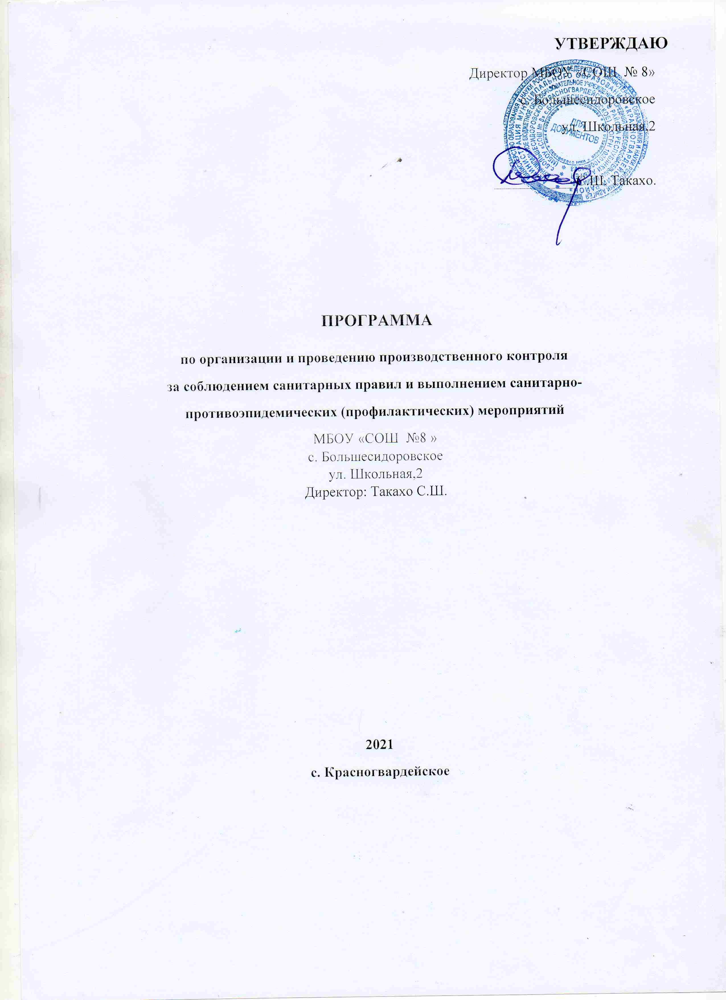 УТВЕРЖДАЮ
Директор МБОУ «СОШ № 8»
с. Большесидоровское
ул. Школьная,2
ДЛЯ
ДОКУМЕНТОВ
С.Ш. Такахо.
ПРОГРАММА
по организации и проведению производственного контроля
за соблюдением санитарных правил и выполнением санитарно-
противоэпидемических (профилактических) мероприятий
МБОУ «СОШ №8 »
с. Большесидоровское
ул. Школьная,2
Директор: Такахо С.Ш.
2021
с. Красногвардейское